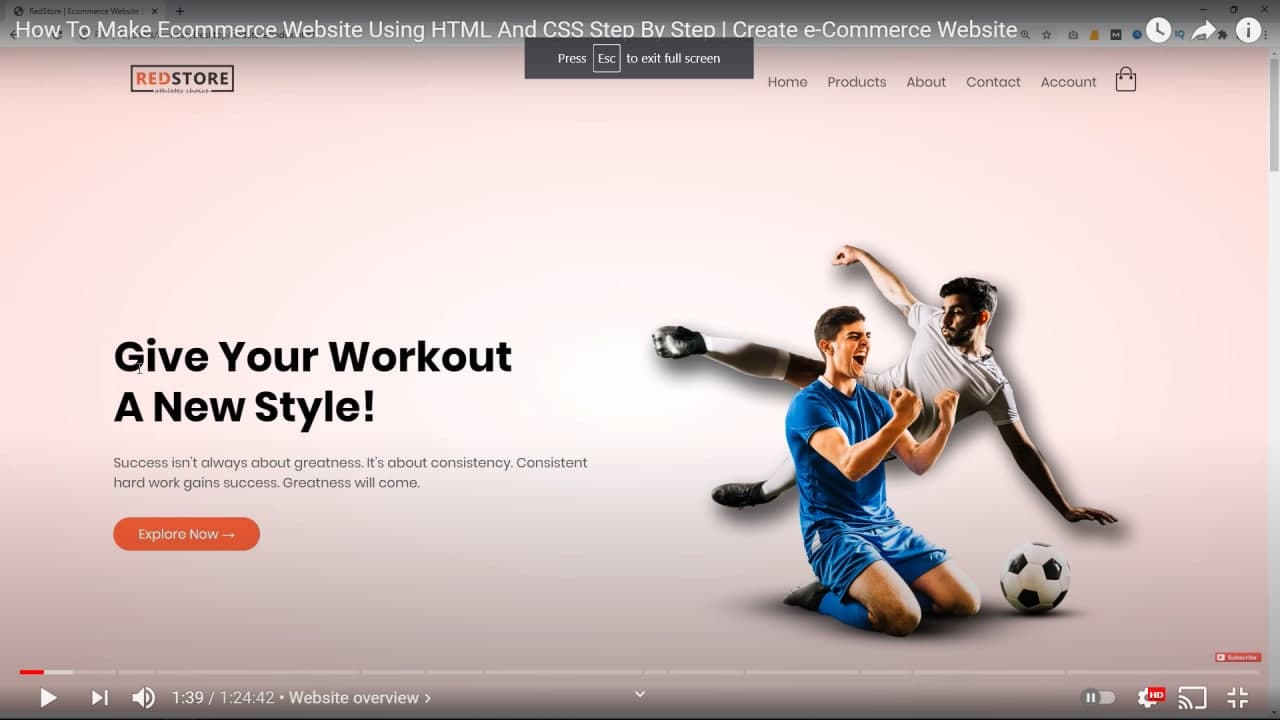 RedStore | Ecommerce Website
How To Make Ecommerce Website Using HTML And CSS Step By Step | Create e-Commerce Website
Press Esc to exit full screen
REDSTORE
athletes choice
Home Products About Contact Account
Give Your Workout
A New Style!
Success isn't always about greatness. It's about consistency. Consistent
hard work gains success. Greatness will come.
Explore Now →
Subscribe
1:39 / 1:24:42 • Website overview ›
HD